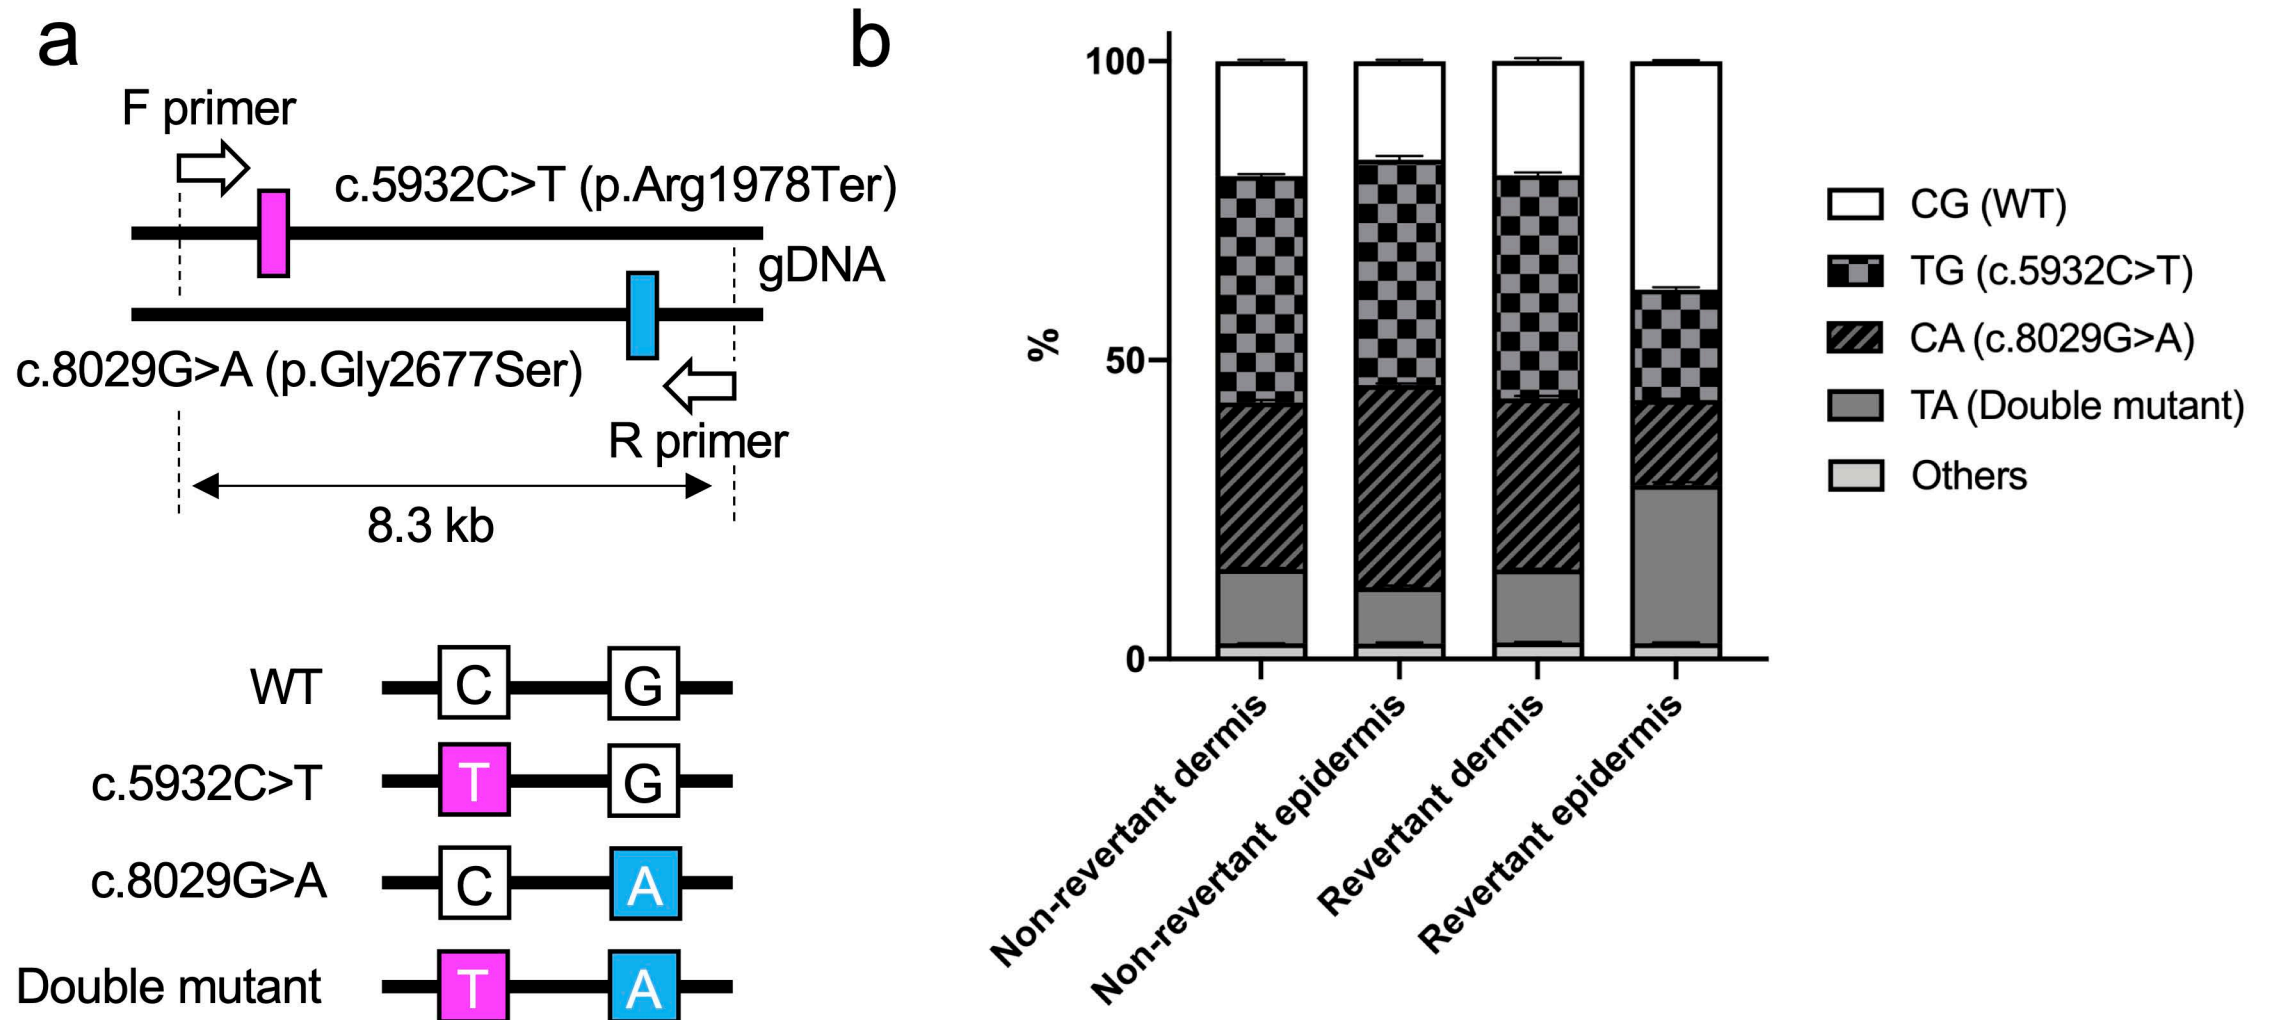 a
F primer
c.5932C>T (p.Arg1978Ter)
gDNA
c.8029G>A (p.Gly2677Ser)
R primer
8.3 kb
WT
C
G
c.5932C>T
T
G
c.8029G>A
C
A
Double mutant
T
A
b
100
50
0
%
Non-revertant dermis
Non-revertant epidermis
Revertant dermis
Revertant epidermis
CG (WT)
TG (c.5932C>T)
CA (c.8029G>A)
TA (Double mutant)
Others